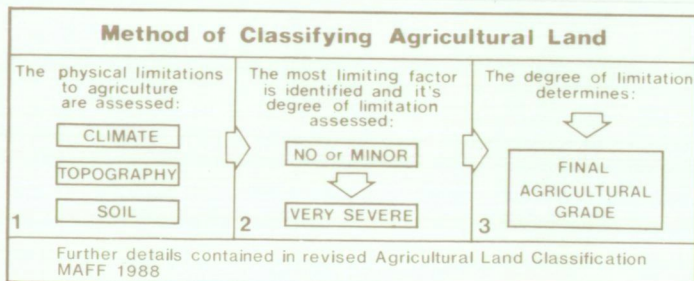 Method of Classifying Agricultural Land
The physical limitations
to agriculture
are assessed:
CLIMATE
TOPOGRAPHY
SOIL
1
The most limiting factor
is identified and it's
degree of limitation
assessed:
NO or MINOR
VERY SEVERE
2
The degree of limitation
determines:
FINAL
AGRICULTURAL
GRADE
3
Further details contained in revised Agricultural Land Classification
MAFF 1988